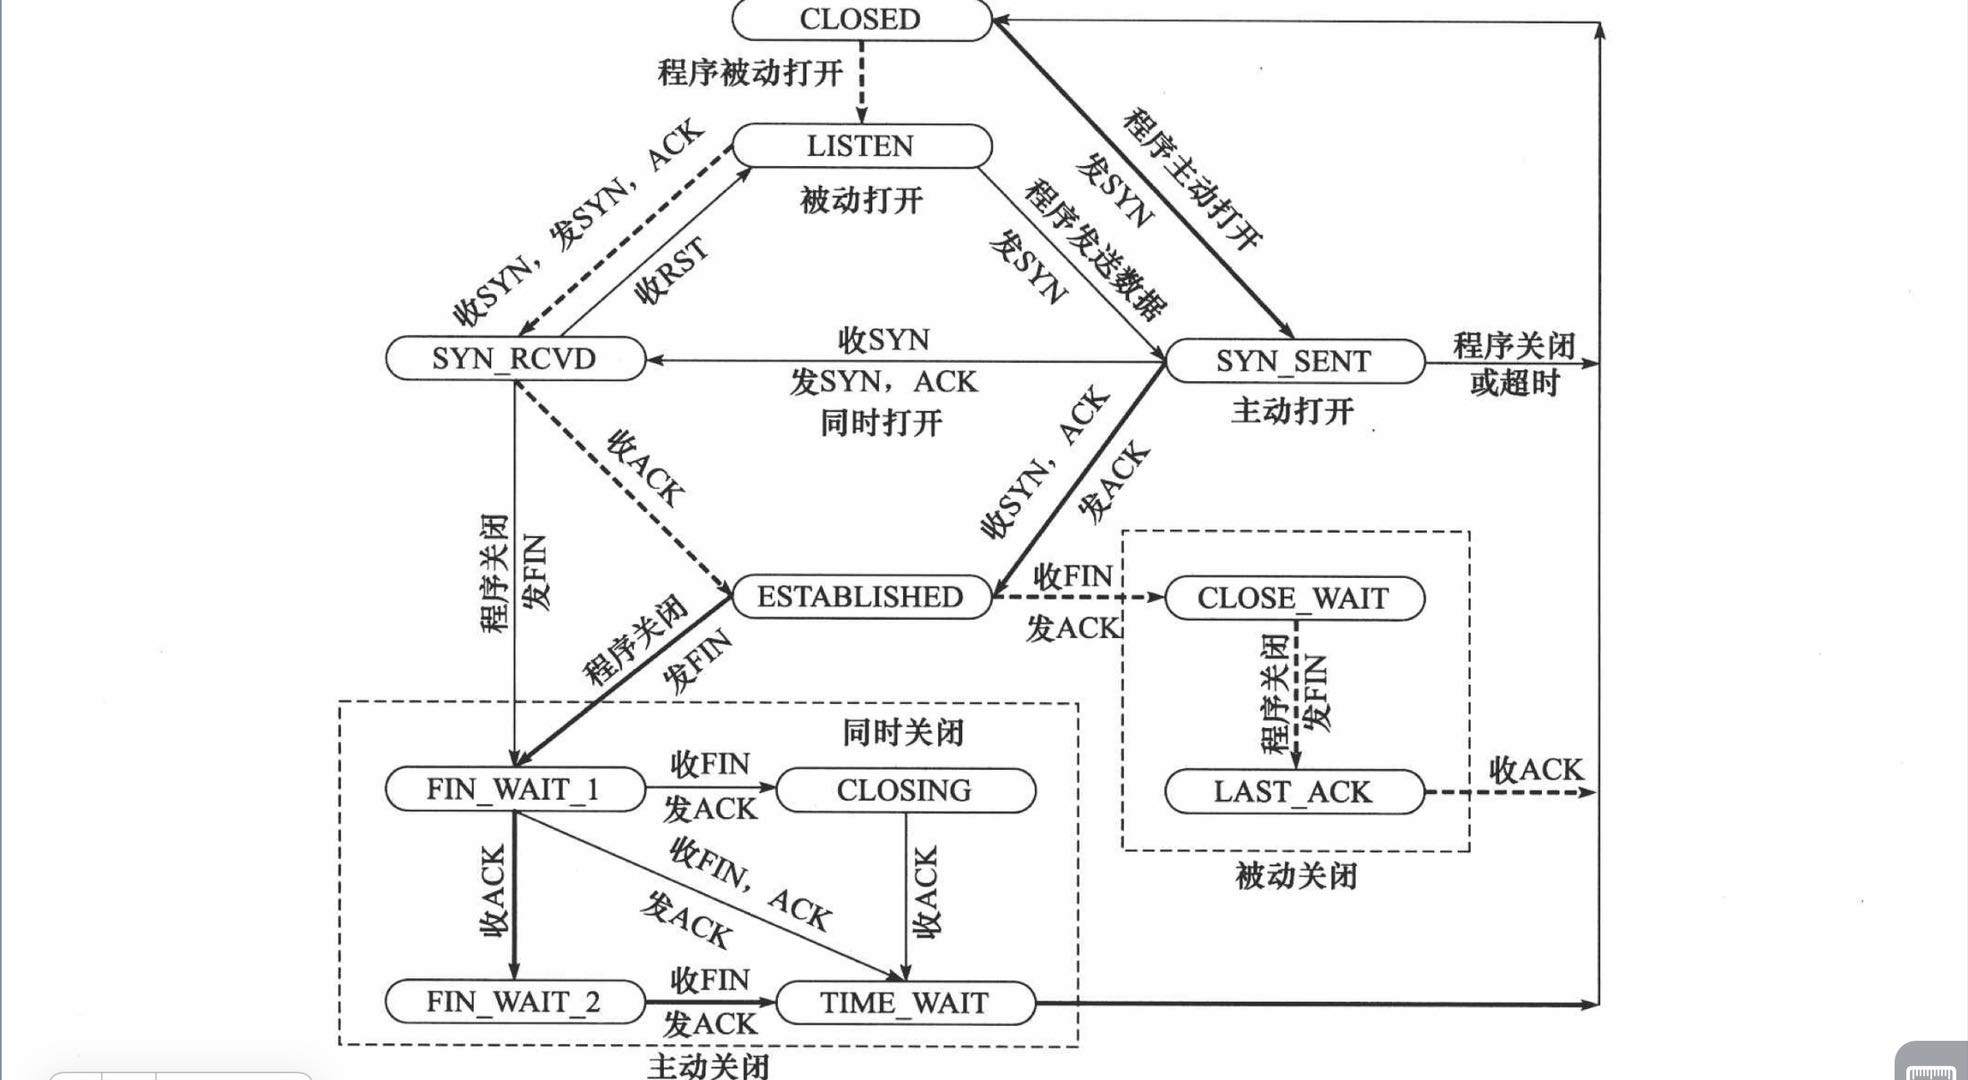 CLOSED
程序被动打开
LISTEN
被动打开
收SYN，发SYN，ACK
收RST
程序发送数据
发SYN
程序主动打开
发SYN
SYN_RCVD
收SYN
发SYN，ACK
同时打开
SYN_SENT
主动打开
程序关闭
或超时
收ACK
收SYN，ACK
发ACK
程序关闭
发FIN
ESTABLISHED
收FIN
发ACK
CLOSE_WAIT
程序关闭
发FIN
程序关闭
发FIN
同时关闭
FIN_WAIT_1
收FIN
发ACK
CLOSING
LAST_ACK
收ACK
被动关闭
收ACK
收FIN，ACK
发ACK
收ACK
FIN_WAIT_2
收FIN
发ACK
TIME_WAIT
主动关闭